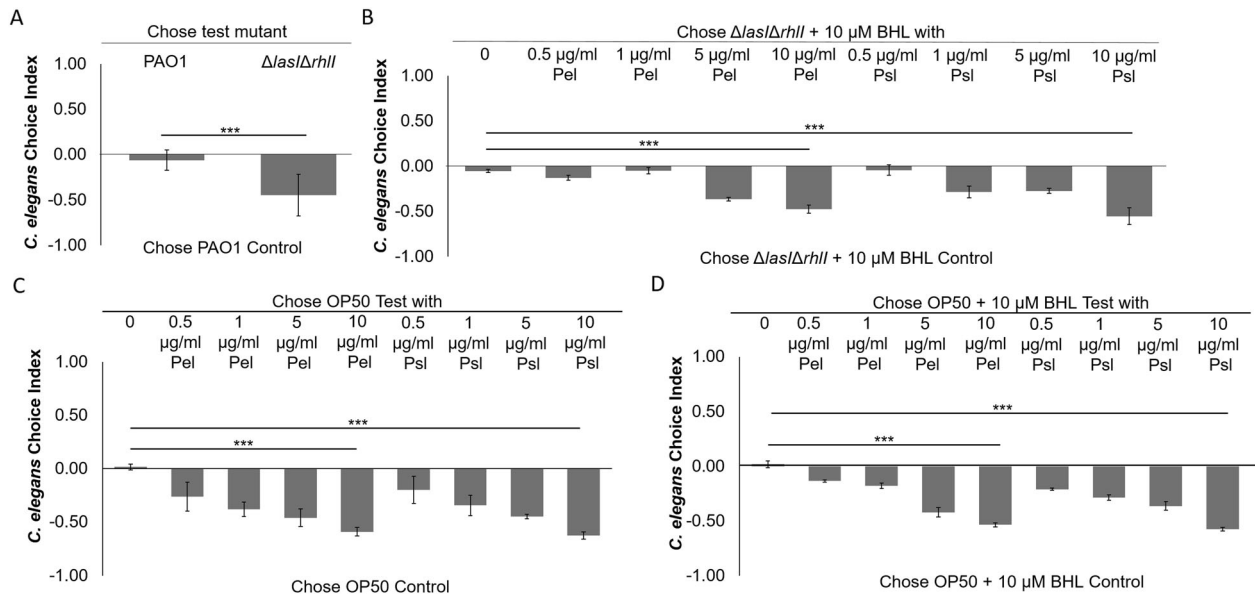 A
Chose test mutant
PAO1 ΔlasIΔrhlI
1.00
0.50
0.00
-0.50
-1.00
C. elegans Choice Index
***
Chose PAO1 Control
B
Chose ΔlasIΔrhlI + 10 µM BHL with
0 0.5 µg/ml 1 µg/ml 5 µg/ml 10 µg/ml 0.5 µg/ml 1 µg/ml 5 µg/ml 10 µg/ml
Pel Pel Pel Pel Psl Psl Psl Psl
1.00
0.50
0.00
-0.50
-1.00
C. elegans Choice Index
***
***
Chose ΔlasIΔrhlI + 10 µM BHL Control
C
Chose OP50 Test with
0 0.5 1 5 10 0.5 1 5 10
µg/ml µg/ml µg/ml µg/ml µg/ml µg/ml µg/ml µg/ml
Pel Pel Pel Pel Psl Psl Psl Psl
1.00
0.50
0.00
-0.50
-1.00
C. elegans Choice Index
***
***
Chose OP50 Control
D
Chose OP50 + 10 µM BHL Test with
0 0.5 1 5 10 0.5 1 5 10
µg/ml µg/ml µg/ml µg/ml µg/ml µg/ml µg/ml µg/ml
Pel Pel Pel Pel Psl Psl Psl Psl
1.00
0.50
0.00
-0.50
-1.00
C. elegans Choice Index
***
***
Chose OP50 + 10 µM BHL Control